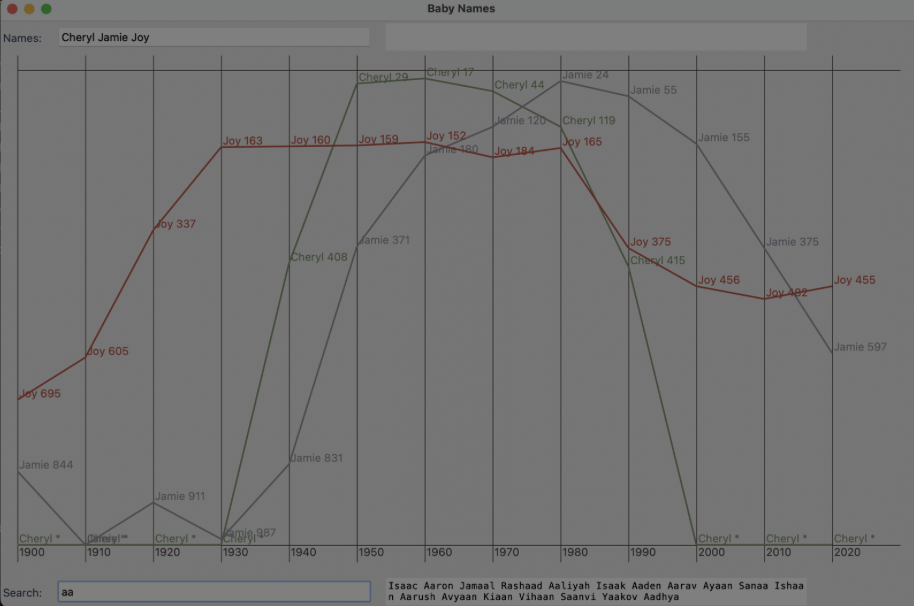 Baby Names
Names: Cheryl Jamie Joy
Cheryl 29 Cheryl 17 Jamie 24
Cheryl 44 Jamie 55
Jamie 120 Cheryl 119
Joy 163 Joy 160 Joy 159 Joy 152 Joy 165 Jamie 155
Jamie 180 Joy 184
Joy 337
Jamie 371 Joy 375 Jamie 375
Cheryl 408 Cheryl 415
Joy 456 Joy 492 Joy 455
Joy 605 Jamie 597
Joy 695
Jamie 844 Jamie 831
Jamie 911
Jamie 987
Cheryl * Cheryl * Cheryl * Cheryl * Cheryl * Cheryl *
1900 1910 1920 1930 1940 1950 1960 1970 1980 1990 2000 2010 2020
Search: aa
Isaac Aaron Jamaal Rashaad Aaliyah Isaak Aaden Aarav Ayaan Sanaa Ishaa
n Aarush Avyaan Kiaan Vihaan Saanvi Yaakov Aadhya